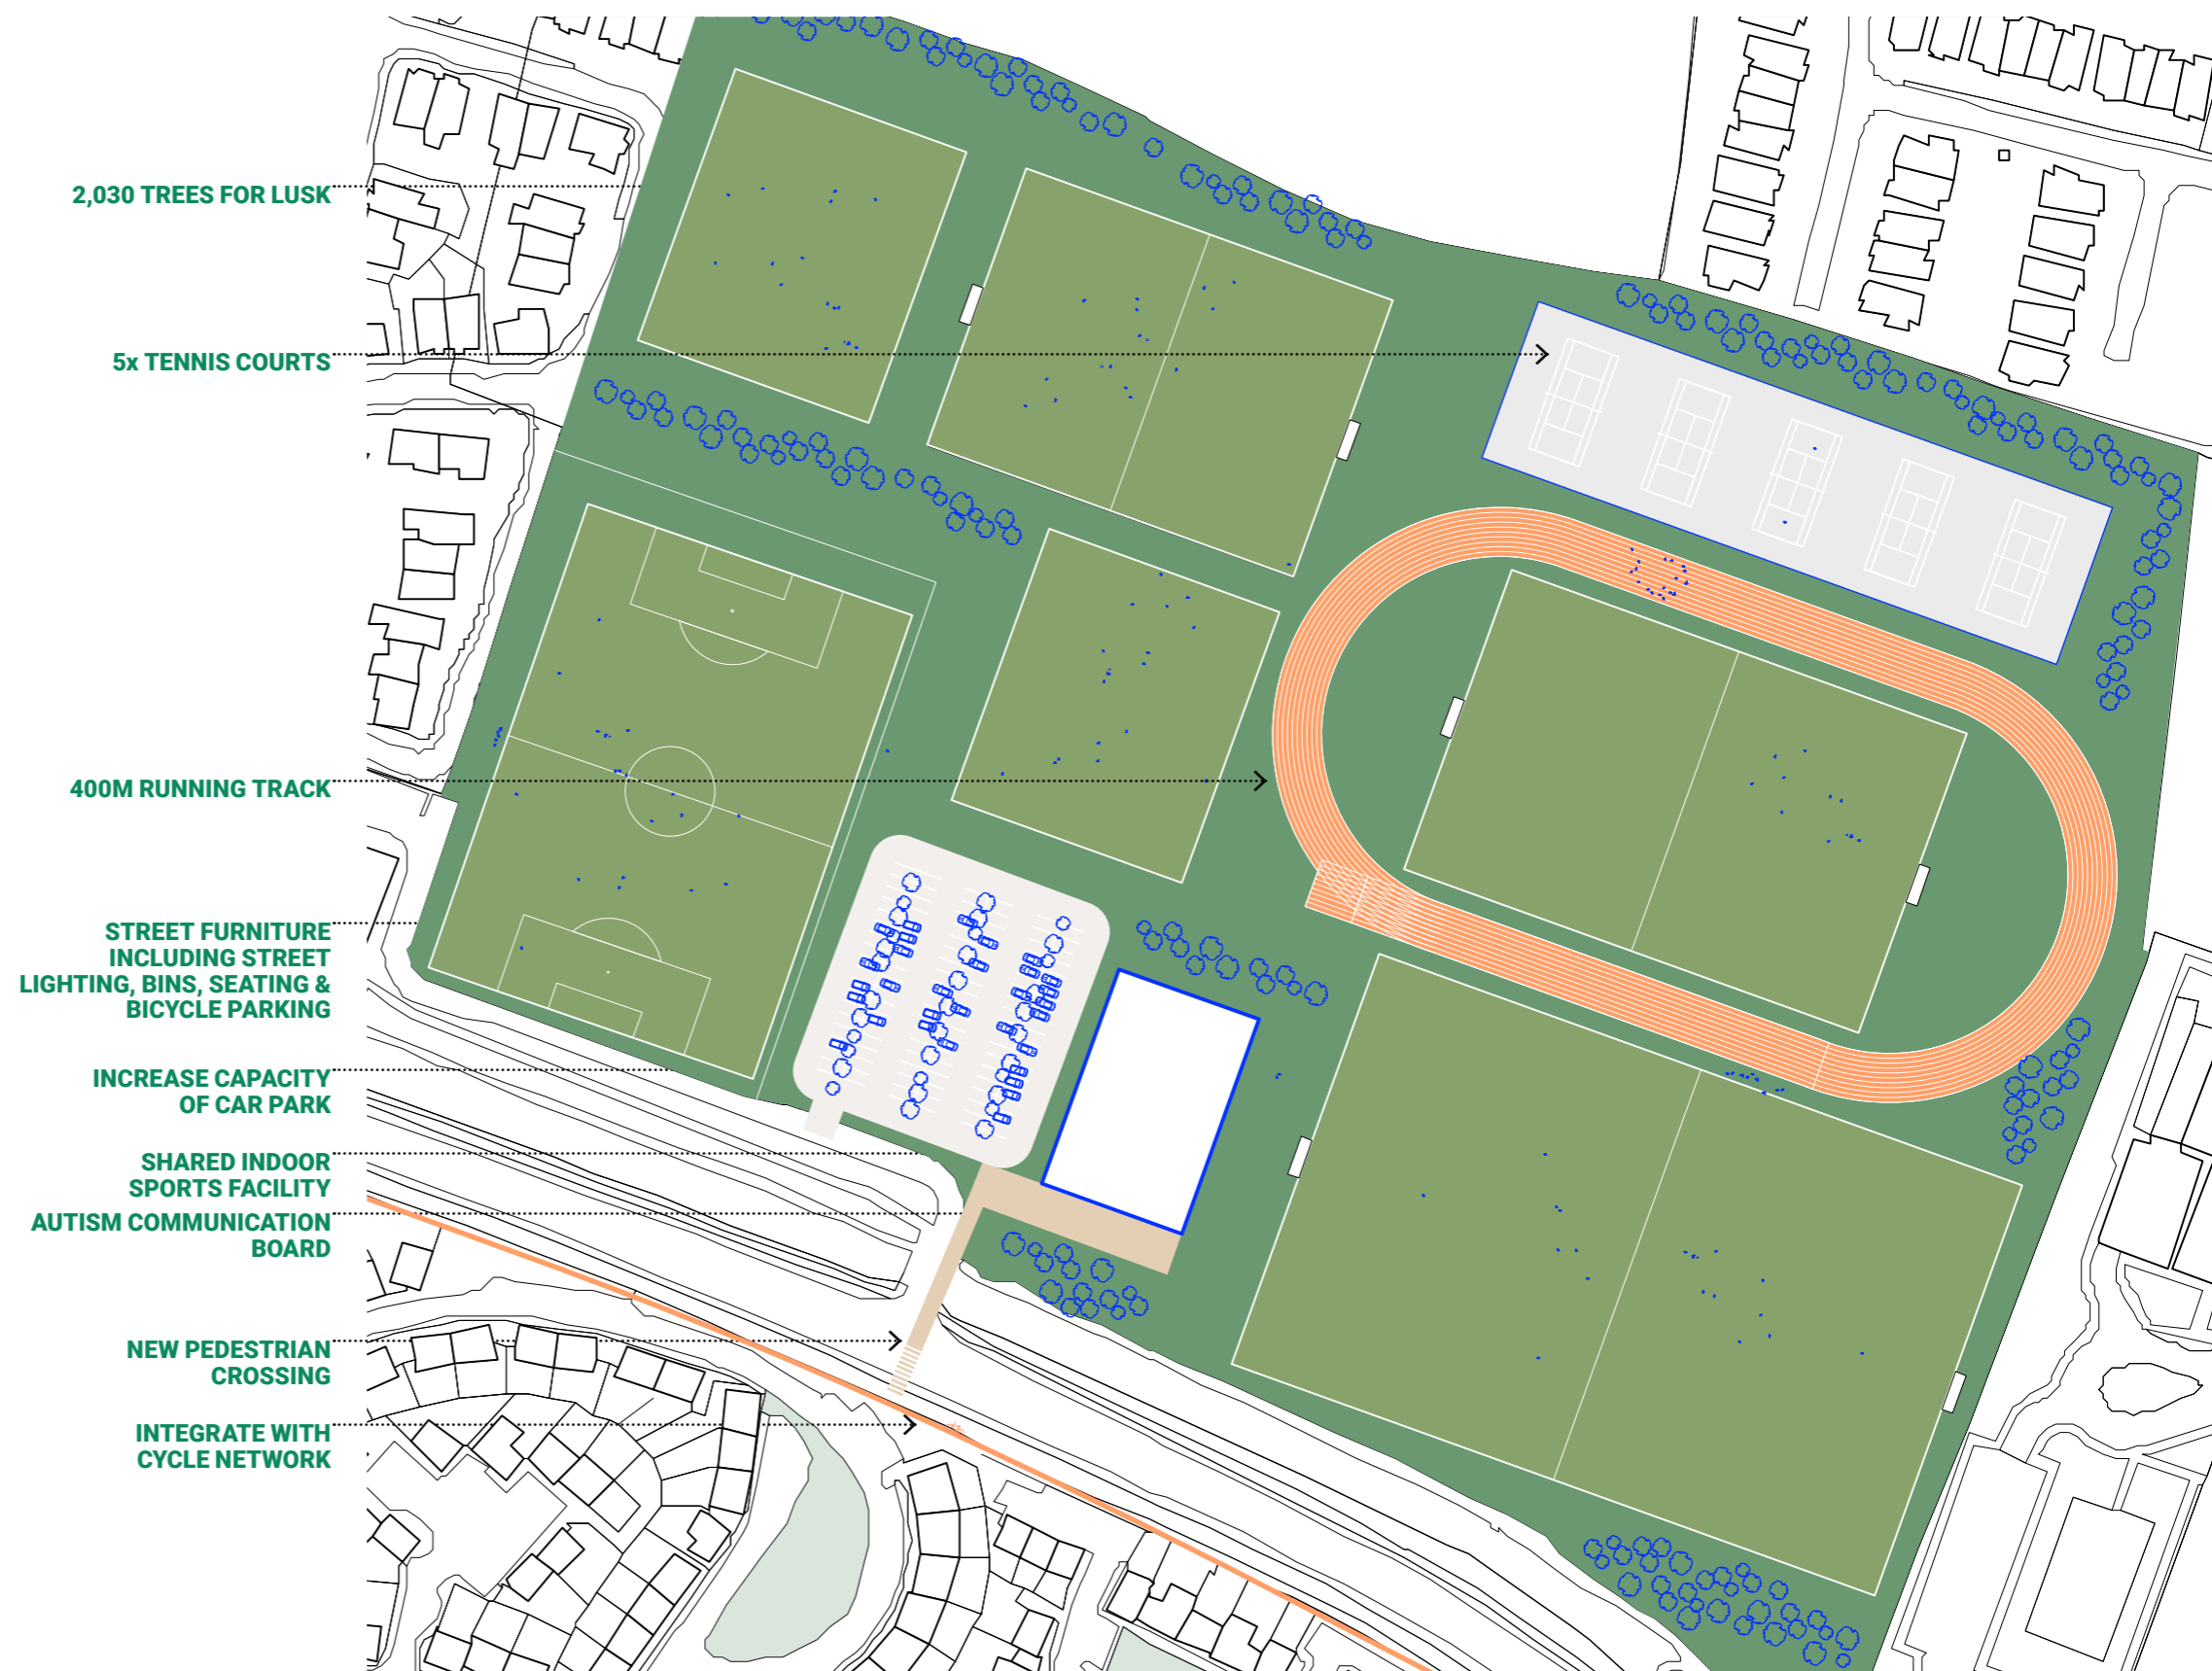 2,030 TREES FOR LUSK
5x TENNIS COURTS
400M RUNNING TRACK
STREET FURNITURE
INCLUDING STREET
LIGHTING, BINS, SEATING &
BICYCLE PARKING
INCREASE CAPACITY
OF CAR PARK
SHARED INDOOR
SPORTS FACILITY
AUTISM COMMUNICATION
BOARD
NEW PEDESTRIAN
CROSSING
INTEGRATE WITH
CYCLE NETWORK